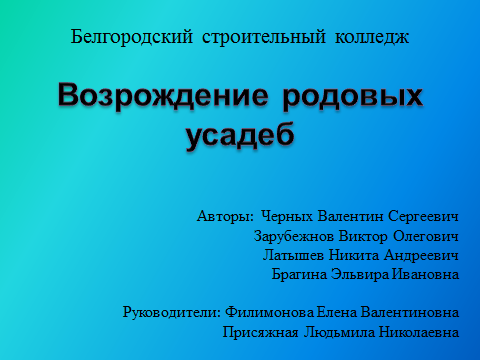 Белгородский строительный колледж
Возрождение родовых
усадеб
Авторы: Черных Валентин Сергеевич
Зарубежнов Виктор Олегович
Латышев Никита Андреевич
Брагина Эльвира Ивановна
Руководители: Филимонова Елена Валентиновна
Присяжная Людьмила Николаевна